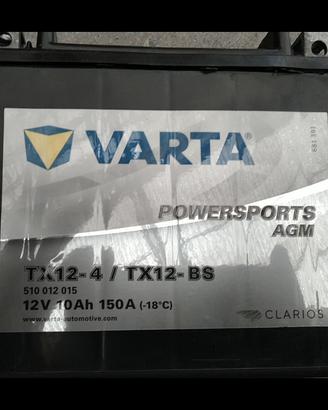 VARTA
POWERSPORTS
AGM
TX12-4 / TX12-BS
510 012 015
12V 10Ah 150A (-18°C)
www.varta-automotive.com
CLARIOS